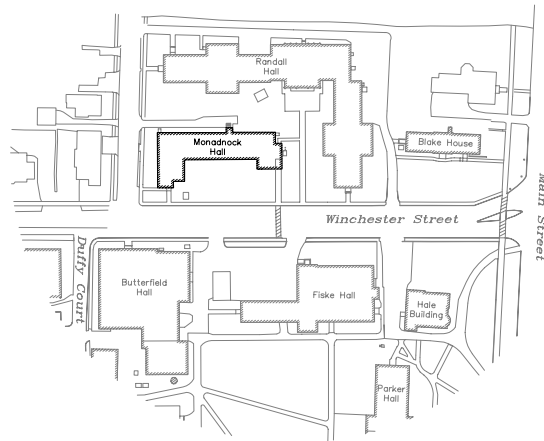 Randall
Hall
Monadnock
Hall
Blake House
Winchester Street
Main Street
Duffy Court
Butterfield
Hall
Fiske Hall
Hale
Building
Parker
Hall